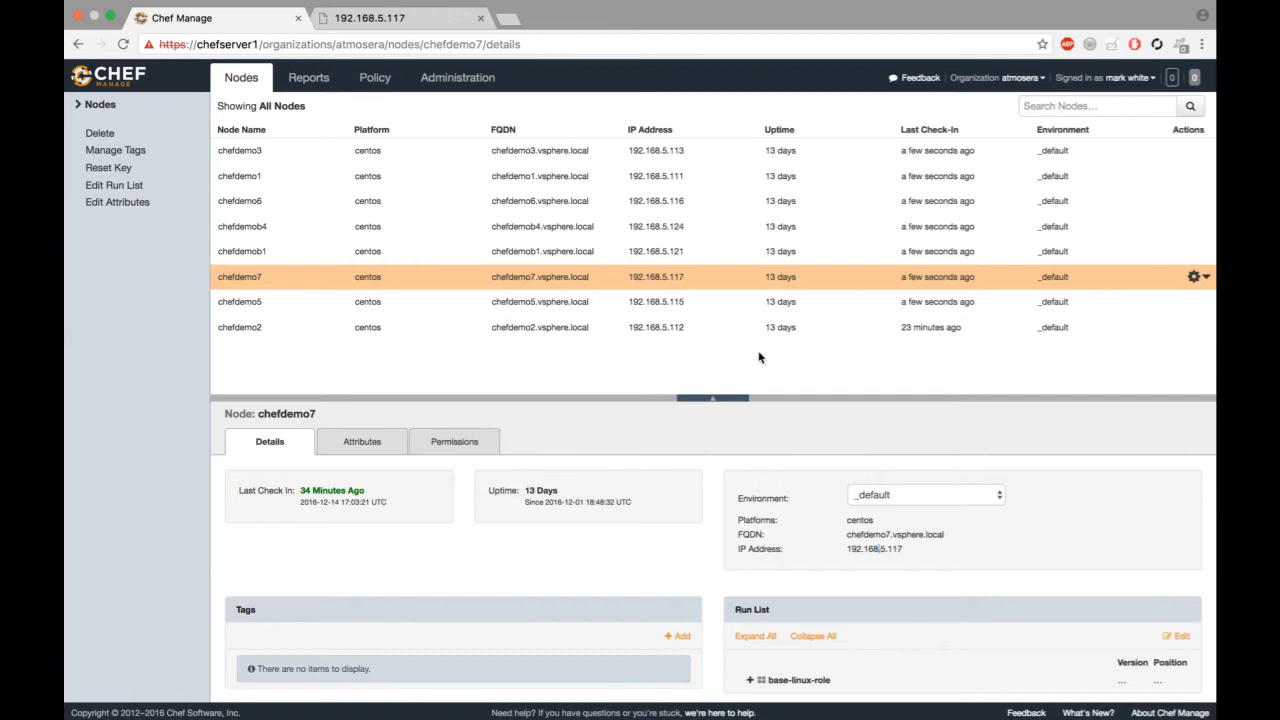 Chef Manage
192.168.5.117
https://chefserver1/organizations/atmosera/nodes/chefdemo7/details
ABP
CHEF
MANAGE
Nodes
Reports
Policy
Administration
Feedback
Organization atmosera
Signed in as mark white
0
0
Nodes
Delete
Manage Tags
Reset Key
Edit Run List
Edit Attributes
Showing All Nodes
Search Nodes...
Node Name Platform FQDN IP Address Uptime Last Check-In Environment Actions
chefdemo3 centos chefdemo3.vsphere.local 192.168.5.113 13 days a few seconds ago _default
chefdemo1 centos chefdemo1.vsphere.local 192.168.5.111 13 days a few seconds ago _default
chefdemo6 centos chefdemo6.vsphere.local 192.168.5.116 13 days a few seconds ago _default
chefdemob4 centos chefdemob4.vsphere.local 192.168.5.124 13 days a few seconds ago _default
chefdemob1 centos chefdemob1.vsphere.local 192.168.5.121 13 days a few seconds ago _default
chefdemo7 centos chefdemo7.vsphere.local 192.168.5.117 13 days a few seconds ago _default
chefdemo5 centos chefdemo5.vsphere.local 192.168.5.115 13 days a few seconds ago _default
chefdemo2 centos chefdemo2.vsphere.local 192.168.5.112 13 days 23 minutes ago _default
Node: chefdemo7
Details
Attributes
Permissions
Last Check In: 34 Minutes Ago
2016-12-14 17:03:21 UTC
Uptime: 13 Days
Since 2016-12-01 18:48:32 UTC
Environment: _default
Platforms: centos
FQDN: chefdemo7.vsphere.local
IP Address: 192.168.5.117
Tags
+ Add
There are no items to display.
Run List
Expand All Collapse All Edit
Version Position
base-linux-role ... ...
Copyright © 2012–2016 Chef Software, Inc.
Need help? If you have questions or you're stuck, we're here to help.
Feedback What's New? About Chef Manage